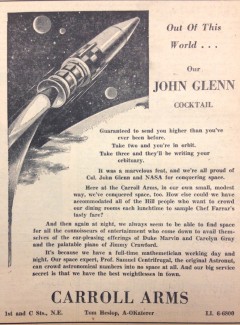 Out Of This
World . . .
Our
JOHN GLENN
COCKTAIL
Guaranteed to send you higher than you've
ever been before.
Take two and you're in orbit.
Take three and they'll be writing your
orbituary.
It was a marvelous feat, and we're all proud of
Col. John Glenn and NASA for conquering space.
Here at the Carroll Arms, in our own small, modest
way, we've conquered space, too. How else could we have
accommodated all of the Hill people who want to crowd
our dining rooms each lunchtime to sample Chef Farrar's
tasty fare?
And then again at night, we always seem to be able to find space
for all the connoisseurs of entertainment who come down to avail them-
selves of the ear-pleasing offerings of Duke Marvin and Carolyn Gray
and the palatable piano of Jimmy Crawford.
It's because we have a full-time mathematician working day and
night. Our space expert, Prof. Samuel Centrifugal, the original Astronut,
can crowd astronomical numbers into no space at all. And our big service
secret is that we have the best weightlesses in town.
CARROLL ARMS
1st and C Sts., N.E.
Tom Heslop, A-OKaterer
LI. 6-6800